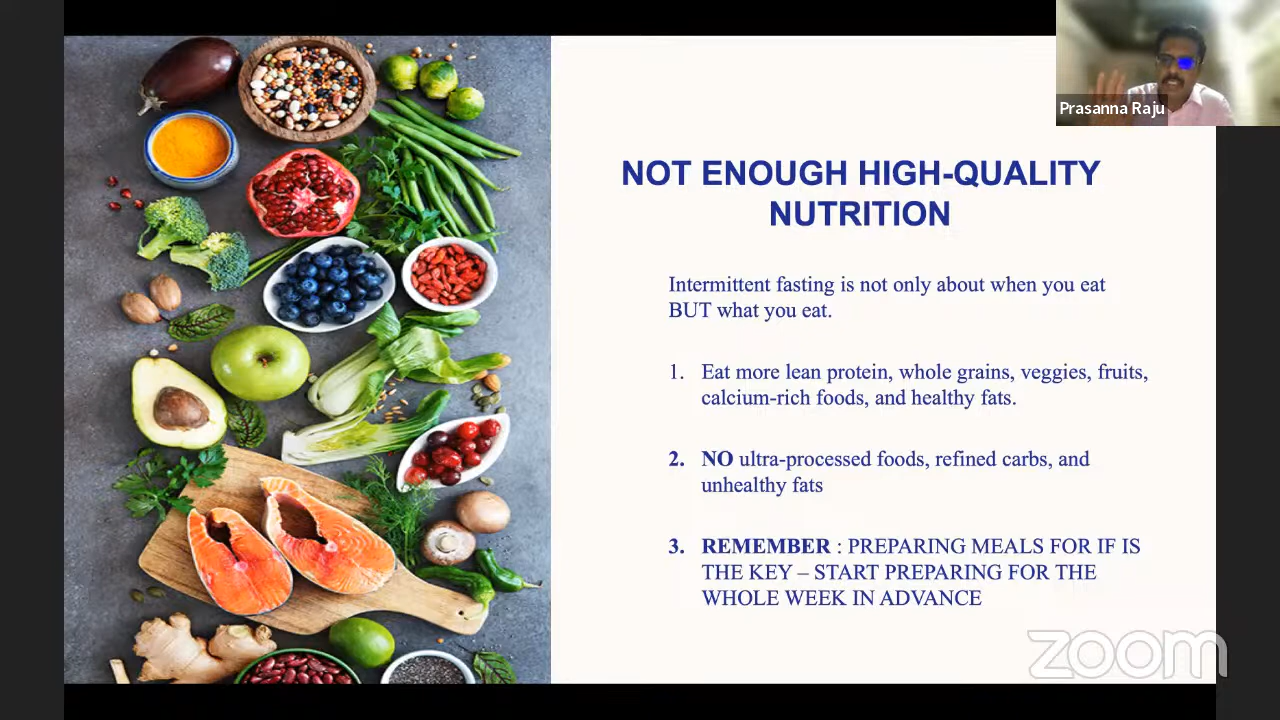 Prasanna Raju
NOT ENOUGH HIGH-QUALITY
NUTRITION
Intermittent fasting is not only about when you eat
BUT what you eat.
1. Eat more lean protein, whole grains, veggies, fruits,
calcium-rich foods, and healthy fats.
2. NO ultra-processed foods, refined carbs, and
unhealthy fats
3. REMEMBER : PREPARING MEALS FOR IF IS
THE KEY – START PREPARING FOR THE
WHOLE WEEK IN ADVANCE
zoom